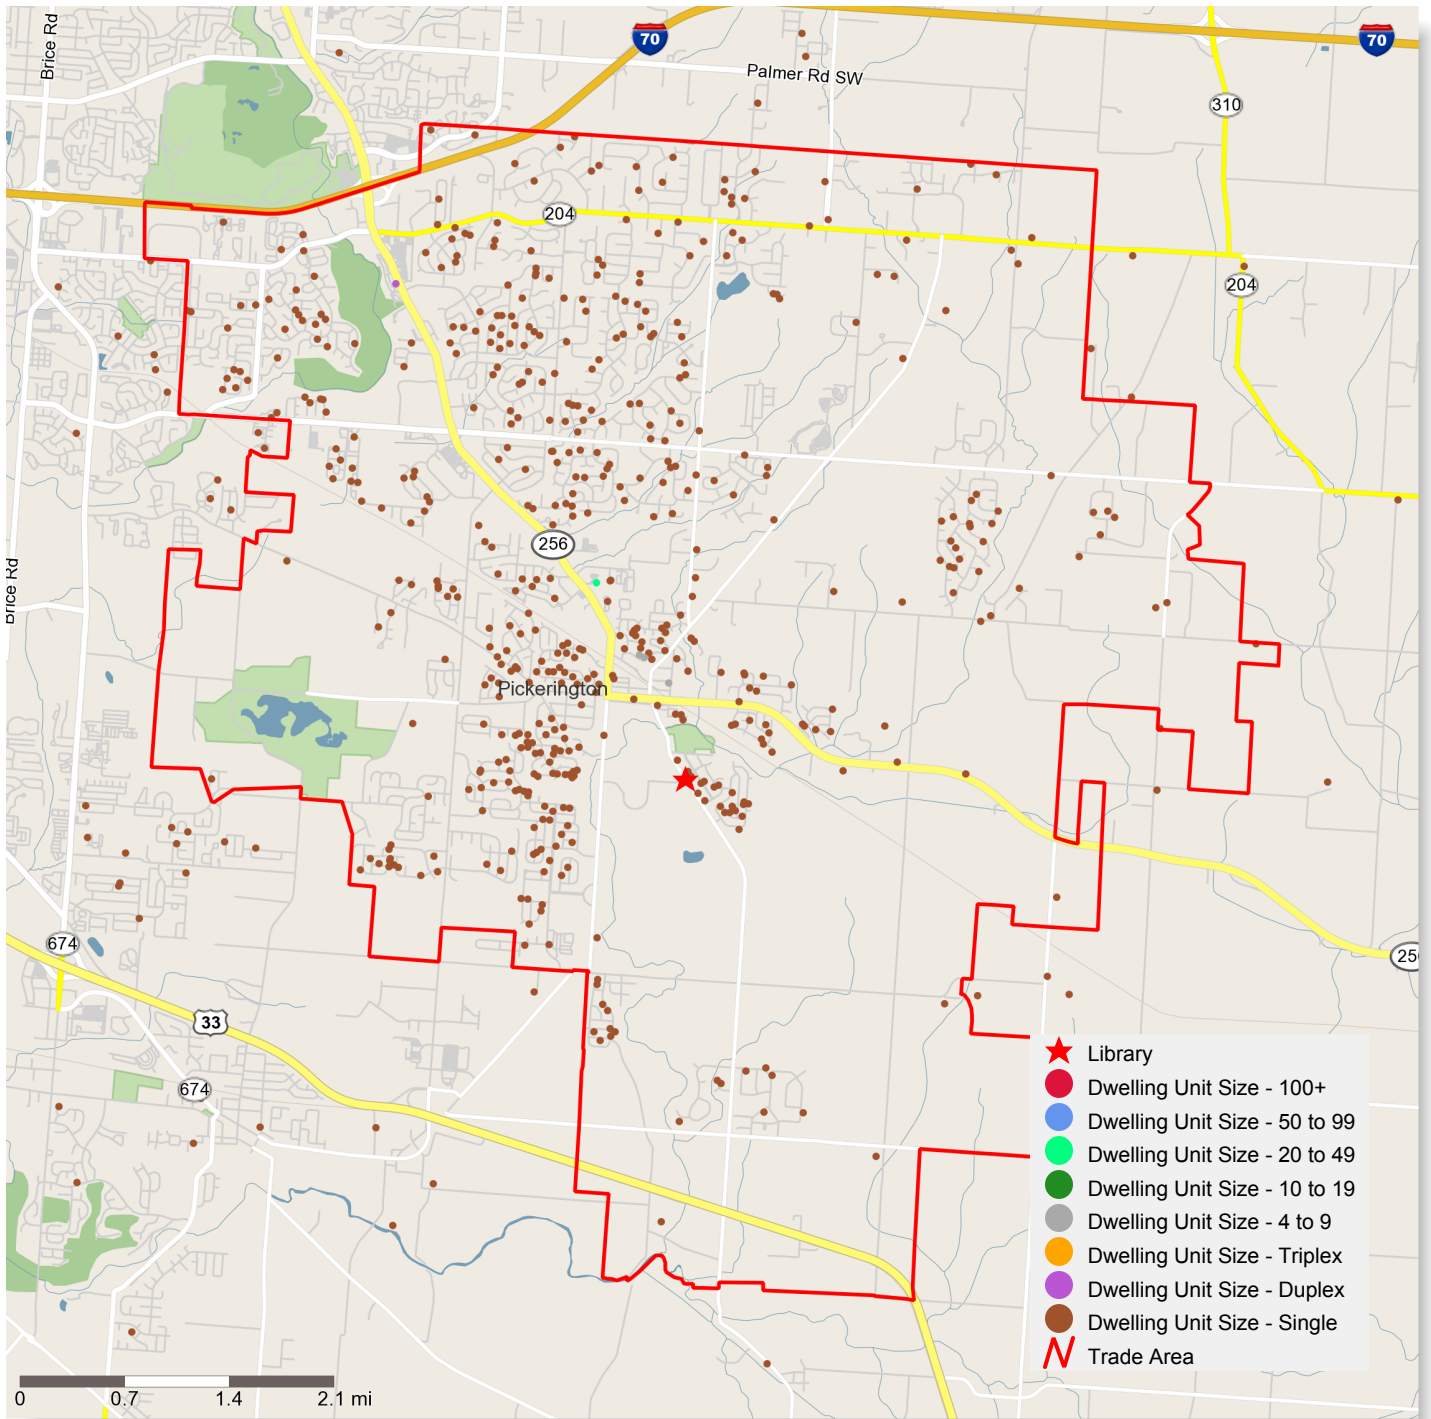 Brice Rd
70
70
Palmer Rd SW
310
204
204
256
Brice Rd
Pickerington
674
33
674
Library
Dwelling Unit Size - 100+
Dwelling Unit Size - 50 to 99
Dwelling Unit Size - 20 to 49
Dwelling Unit Size - 10 to 19
Dwelling Unit Size - 4 to 9
Dwelling Unit Size - Triplex
Dwelling Unit Size - Duplex
Dwelling Unit Size - Single
Trade Area
0 0.7 1.4 2.1 mi